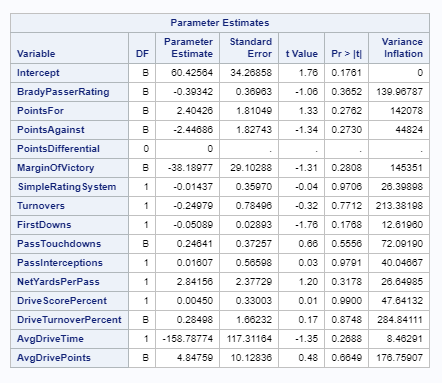 Parameter Estimates
Variable DF Parameter Estimate Standard Error t Value Pr > |t| Variance Inflation
Intercept B 60.42564 34.26858 1.76 0.1761 0
BradyPasserRating B -0.39342 0.36963 -1.06 0.3652 139.96787
PointsFor B 2.40426 1.81049 1.33 0.2762 142078
PointsAgainst B -2.44686 1.82743 -1.34 0.2730 44824
PointsDifferential 0 0 . . . .
MarginOfVictory B -38.18977 29.10288 -1.31 0.2808 145351
SimpleRatingSystem 1 -0.01437 0.35970 -0.04 0.9706 26.39898
Turnovers 1 -0.24979 0.78496 -0.32 0.7712 213.38198
FirstDowns 1 -0.05089 0.02893 -1.76 0.1768 12.61960
PassTouchdowns B 0.24641 0.37257 0.66 0.5556 72.09190
PassInterceptions 1 0.01607 0.56598 0.03 0.9791 40.04667
NetYardsPerPass 1 2.84156 2.37729 1.20 0.3178 26.64985
DriveScorePercent 1 0.00450 0.33003 0.01 0.9900 47.64132
DriveTurnoverPercent B 0.28498 1.66232 0.17 0.8748 284.84111
AvgDriveTime 1 -158.78774 117.31164 -1.35 0.2688 8.46291
AvgDrivePoints B 4.84759 10.12836 0.48 0.6649 176.75907